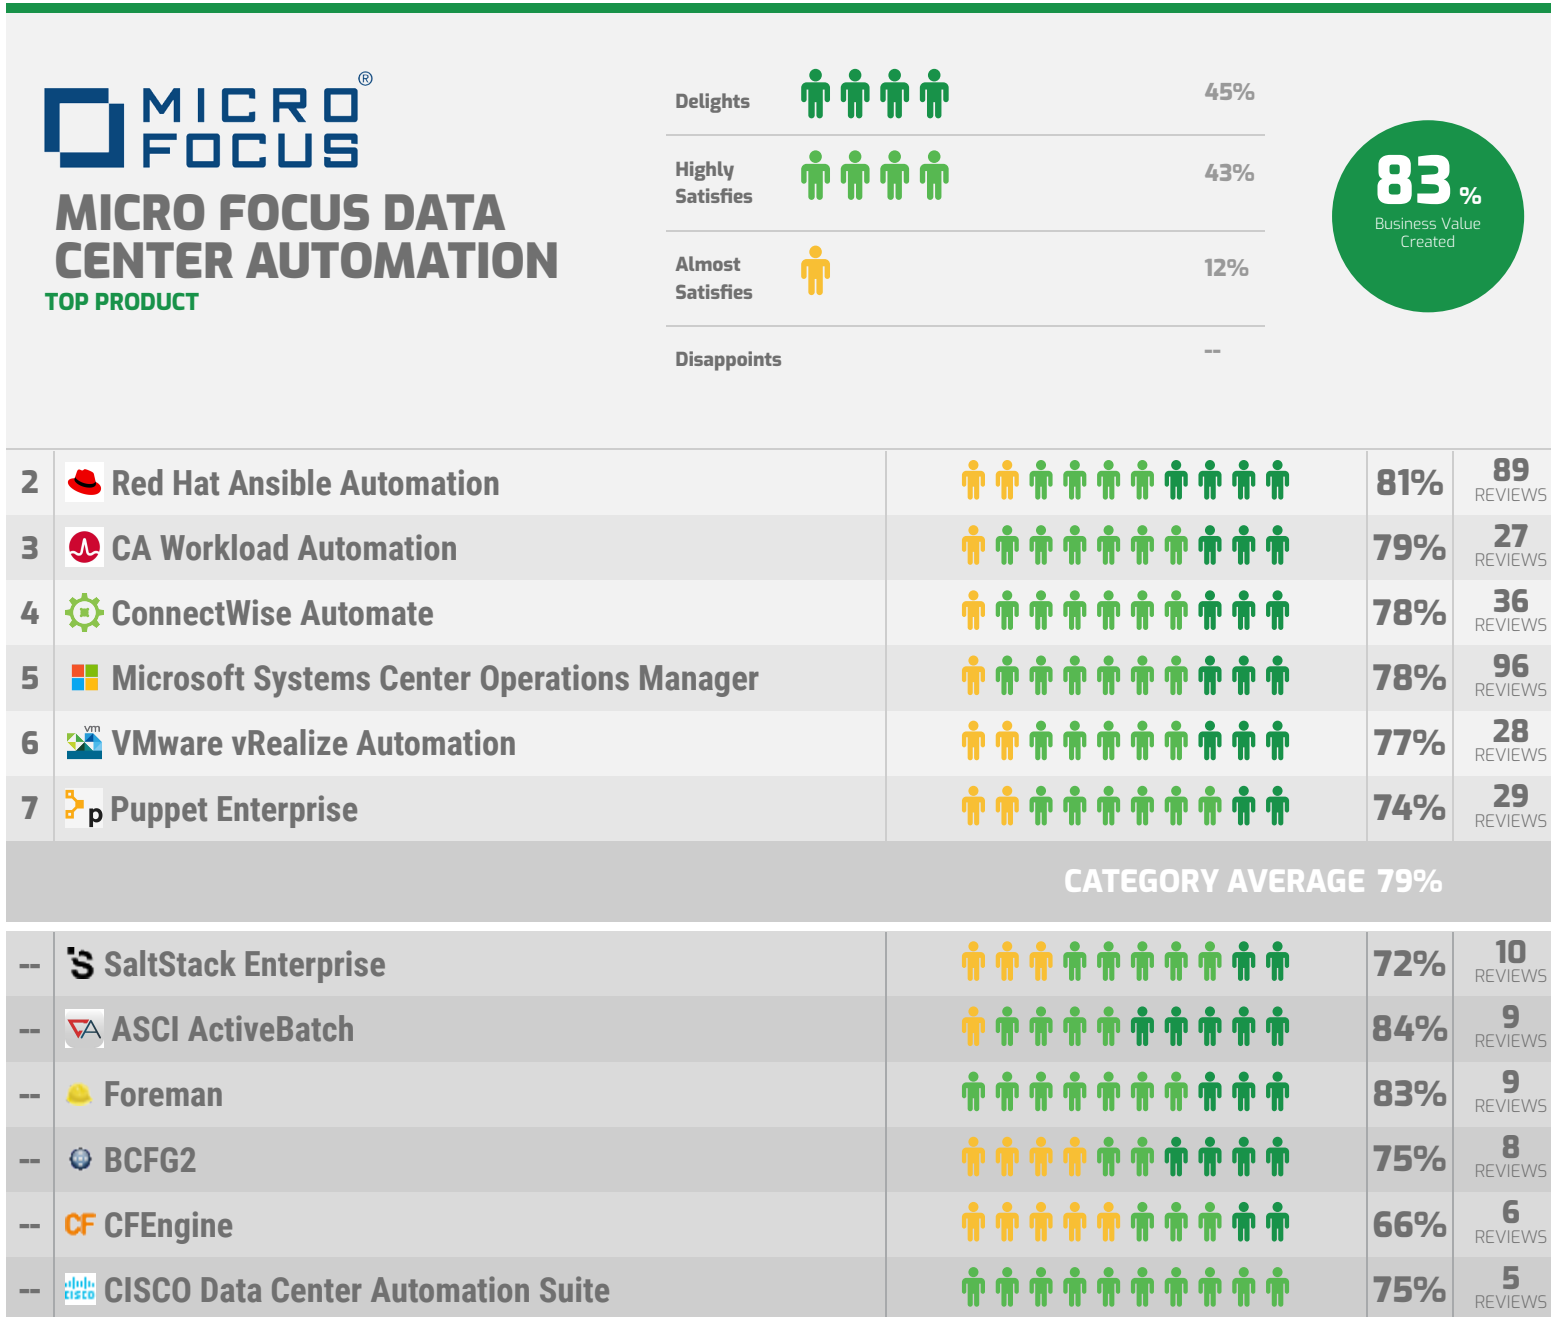 MICRO
FOCUS
®
MICRO FOCUS DATA
CENTER AUTOMATION
TOP PRODUCT
Delights 45%
Highly
Satisfies 43%
Almost
Satisfies 12%
Disappoints --
83 %
Business Value
Created
2 Red Hat Ansible Automation 81% 89 REVIEWS
3 CA Workload Automation 79% 27 REVIEWS
4 ConnectWise Automate 78% 36 REVIEWS
5 Microsoft Systems Center Operations Manager 78% 96 REVIEWS
6 vm VMware vRealize Automation 77% 28 REVIEWS
7 p Puppet Enterprise 74% 29 REVIEWS
CATEGORY AVERAGE 79%
-- S SaltStack Enterprise 72% 10 REVIEWS
-- ASCI ActiveBatch 84% 9 REVIEWS
-- Foreman 83% 9 REVIEWS
-- BCFG2 75% 8 REVIEWS
-- CF CFEngine 66% 6 REVIEWS
-- CISCO CISCO Data Center Automation Suite 75% 5 REVIEWS